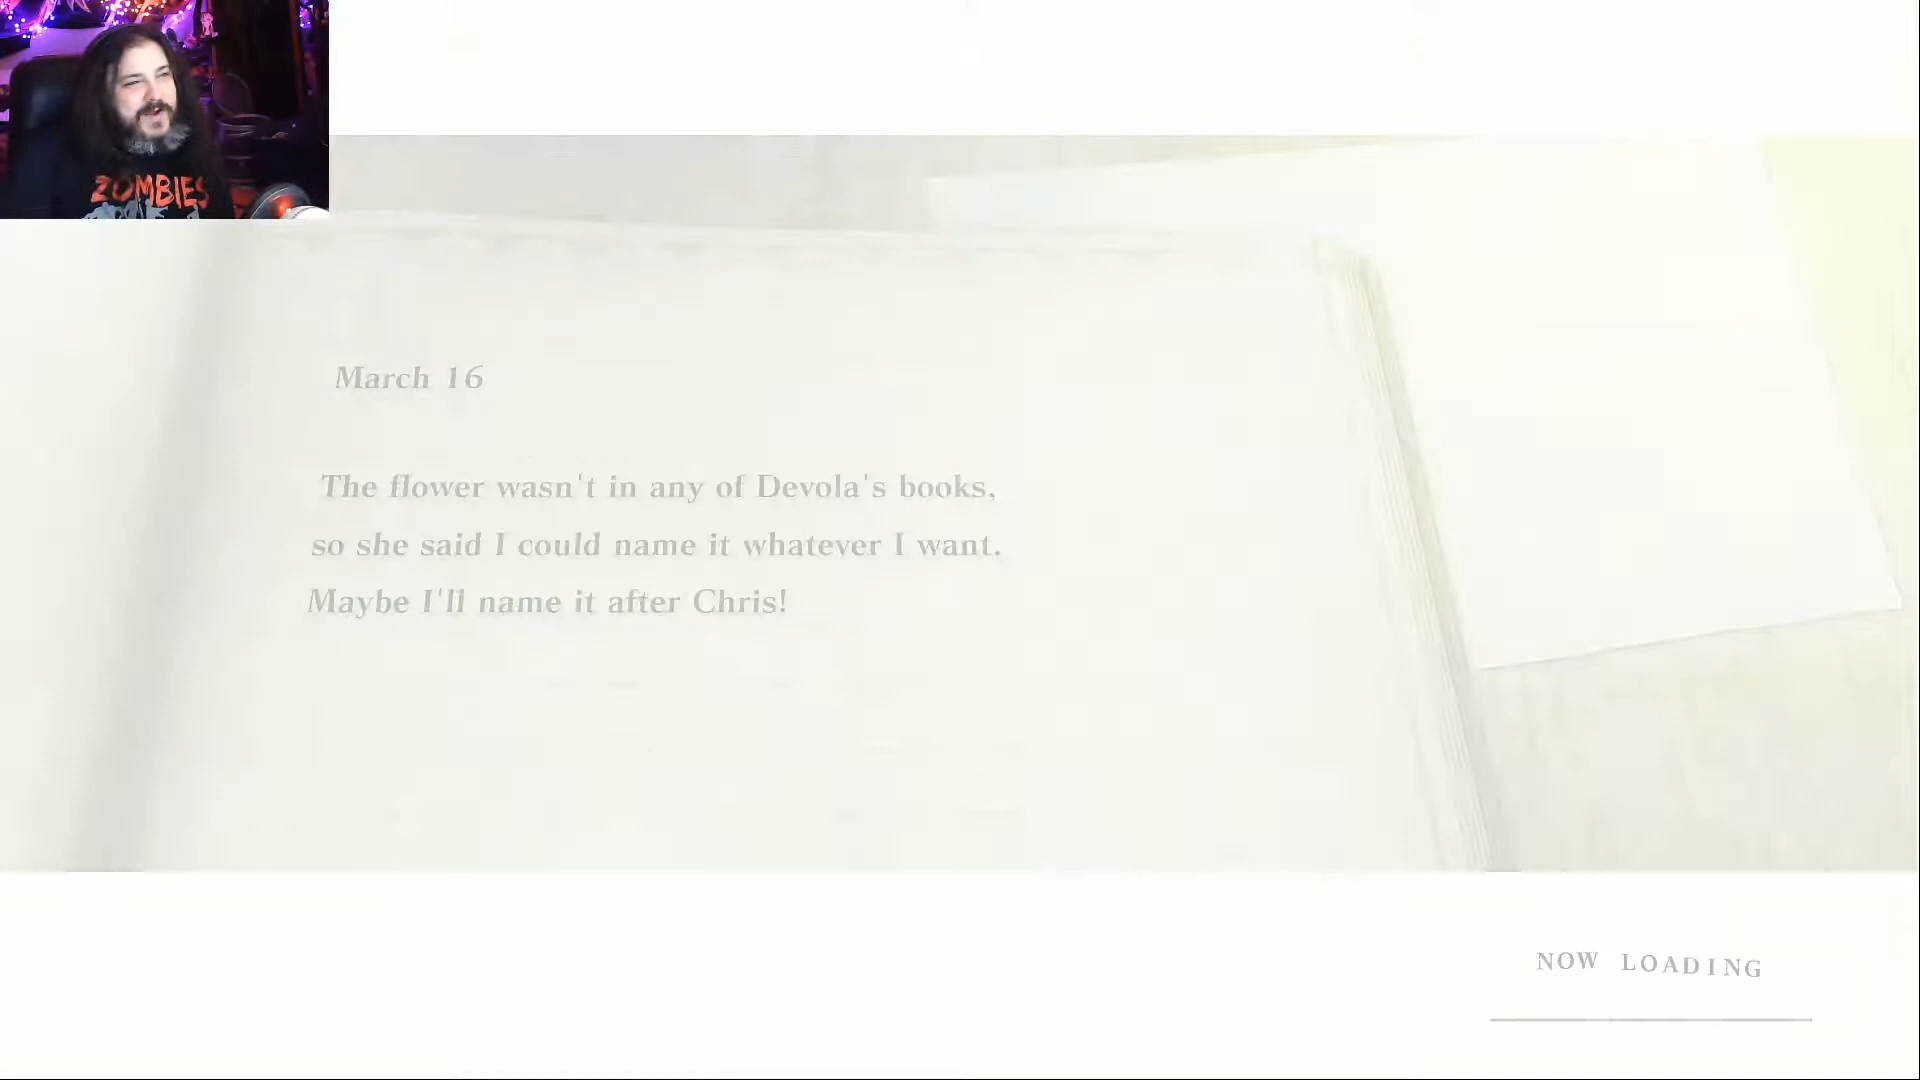 ZOMBIES
March 16
The flower wasn't in any of Devola's books,
so she said I could name it whatever I want.
Maybe I'll name it after Chris!
NOW LOADING